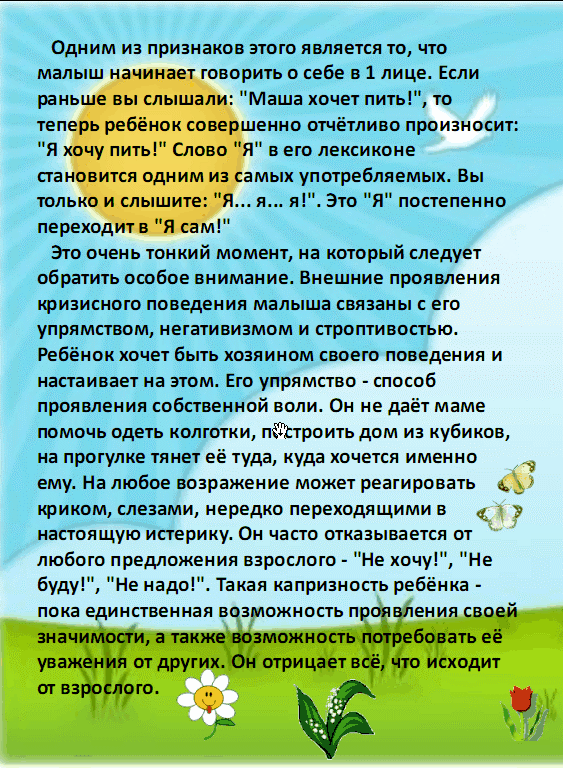 Одним из признаков этого является то, что
малыш начинает говорить о себе в 1 лице. Если
раньше вы слышали: "Маша хочет пить!", то
теперь ребёнок совершенно отчётливо произносит:
"Я хочу пить!" Слово "Я" в его лексиконе
становится одним из самых употребляемых. Вы
только и слышите: "Я... я... я!". Это "Я" постепенно
переходит в "Я сам!"
Это очень тонкий момент, на который следует
обратить особое внимание. Внешние проявления
кризисного поведения малыша связаны с его
упрямством, негативизмом и строптивостью.
Ребёнок хочет быть хозяином своего поведения и
настаивает на этом. Его упрямство - способ
проявления собственной воли. Он не даёт маме
помочь одеть колготки, построить дом из кубиков,
на прогулке тянет её туда, куда хочется именно
ему. На любое возражение может реагировать
криком, слезами, нередко переходящими в
настоящую истерику. Он часто отказывается от
любого предложения взрослого - "Не хочу!", "Не
буду!", "Не надо!". Такая капризность ребёнка -
пока единственная возможность проявления своей
значимости, а также возможность потребовать её
уважения от других. Он отрицает всё, что исходит
от взрослого.